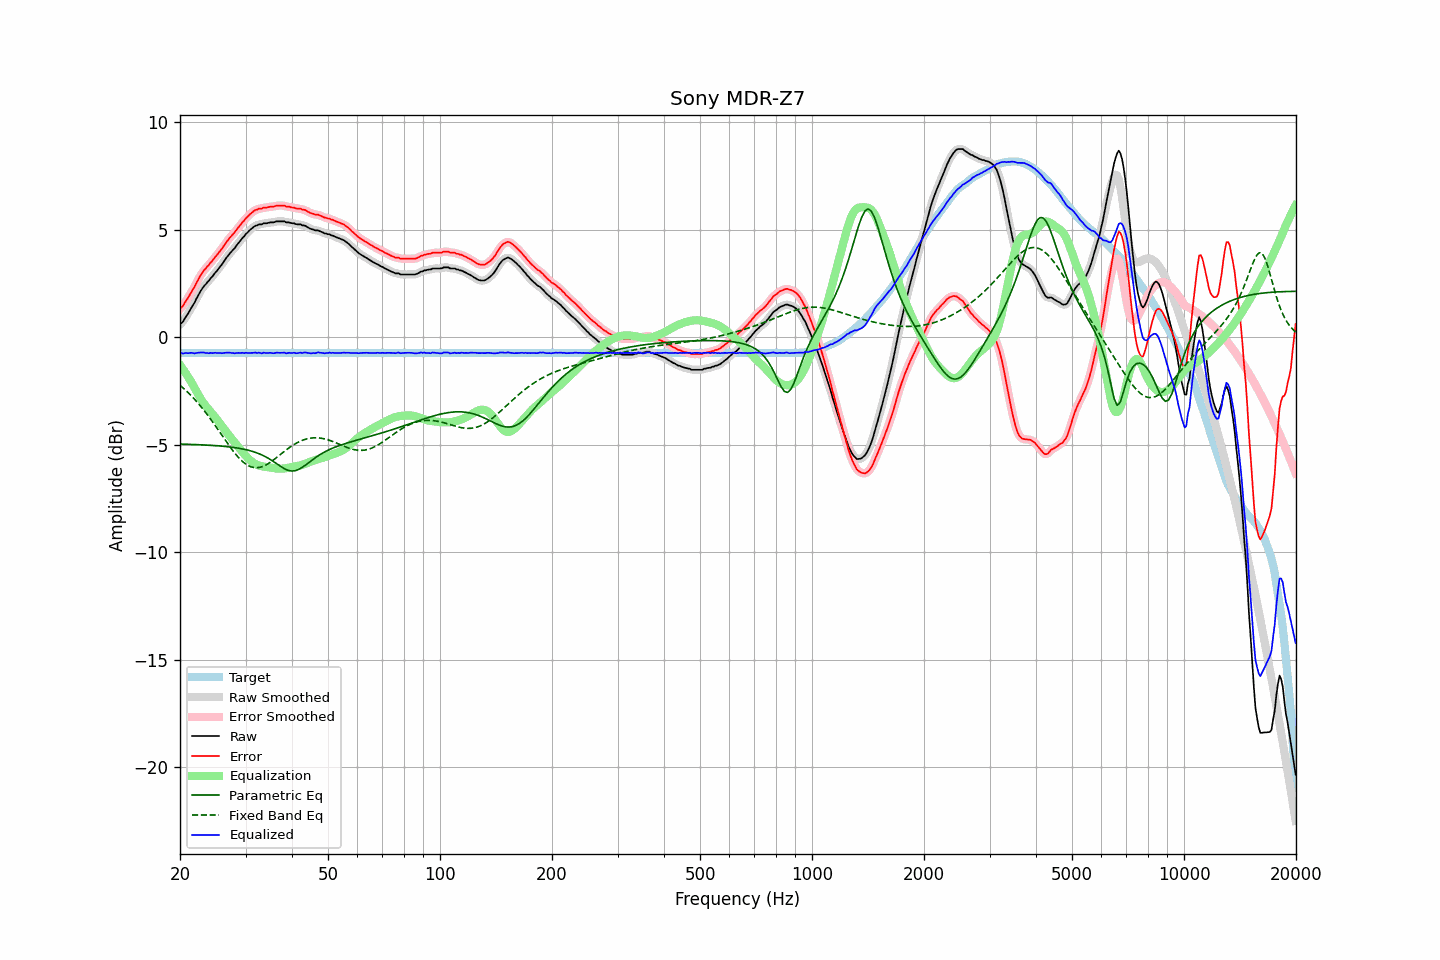 Sony MDR-Z7
Amplitude (dBr)
10
5
0
−5
−10
−15
−20
Target
Raw Smoothed
Error Smoothed
Raw
Error
Equalization
Parametric Eq
Fixed Band Eq
Equalized
20 50 100 200 500 1000 2000 5000 10000 20000
Frequency (Hz)